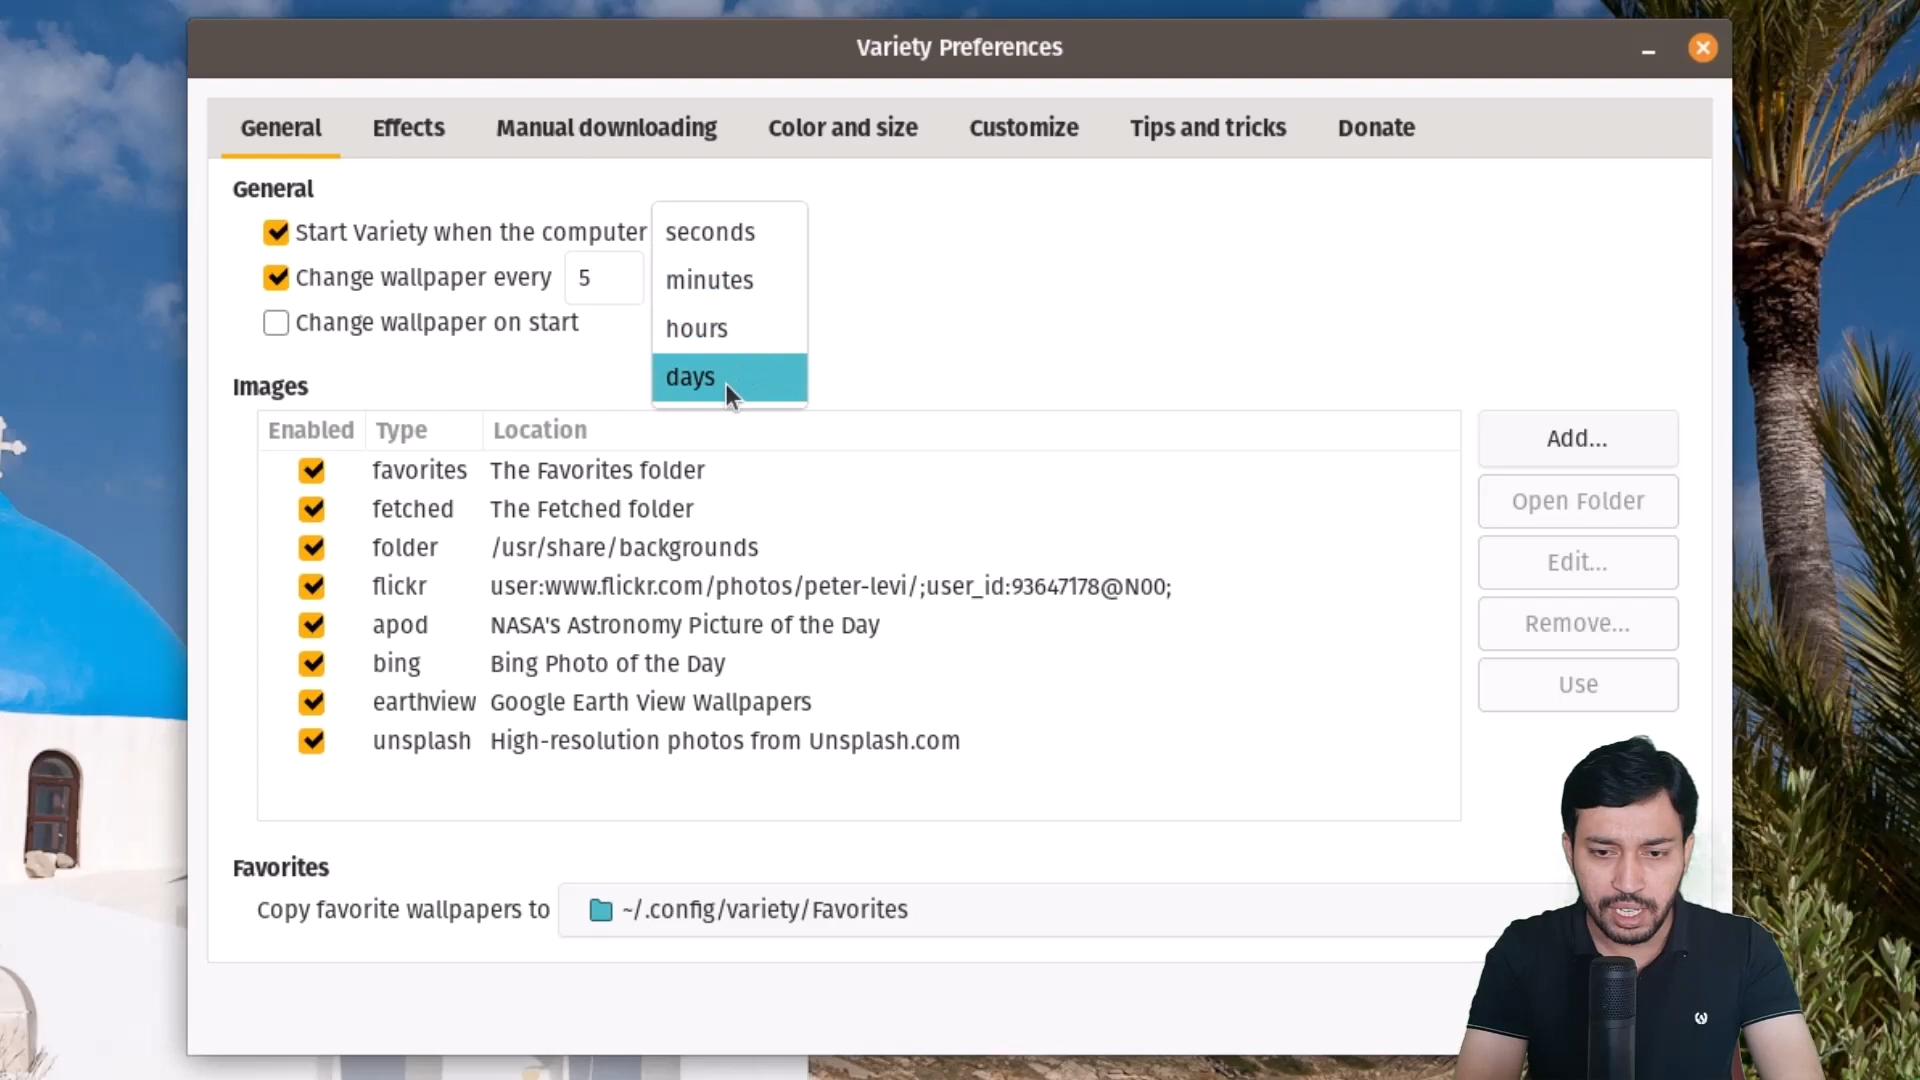 Variety Preferences
General Effects Manual downloading Color and size Customize Tips and tricks Donate
General
Start Variety when the computer
seconds
Change wallpaper every 5
minutes
Change wallpaper on start
hours
days
Images
Enabled Type Location
Add...
favorites The Favorites folder
Open Folder
fetched The Fetched folder
folder /usr/share/backgrounds
Edit...
flickr user:www.flickr.com/photos/peter-levi/;user_id:93647178@N00;
apod NASA's Astronomy Picture of the Day
Remove...
bing Bing Photo of the Day
Use
earthview Google Earth View Wallpapers
unsplash High-resolution photos from Unsplash.com
Favorites
Copy favorite wallpapers to ~/.config/variety/Favorites